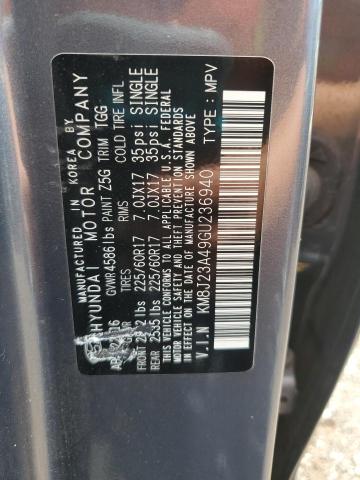 MANUFACTURED IN KOREA BY
HYUNDAI MOTOR COMPANY
GVWR 4586 lbs PAINT Z5G TRIM TGG
TIRES RIMS COLD TIRE INFL
FRONT lbs 225/60R17 7.0JX17 35psi SINGLE
REAR 2535 lbs 225/60R17 7.0JX17 35psi SINGLE
THIS VEHICLE CONFORMS TO ALL APPLICABLE
FEDERAL MOTOR VEHICLE SAFETY, BUMPER,
AND THEFT PREVENTION STANDARDS
IN EFFECT ON THE DATE OF MANUFACTURE
SHOWN ABOVE.
V.I.N KM8J23A49GU236940
TYPE : MPV